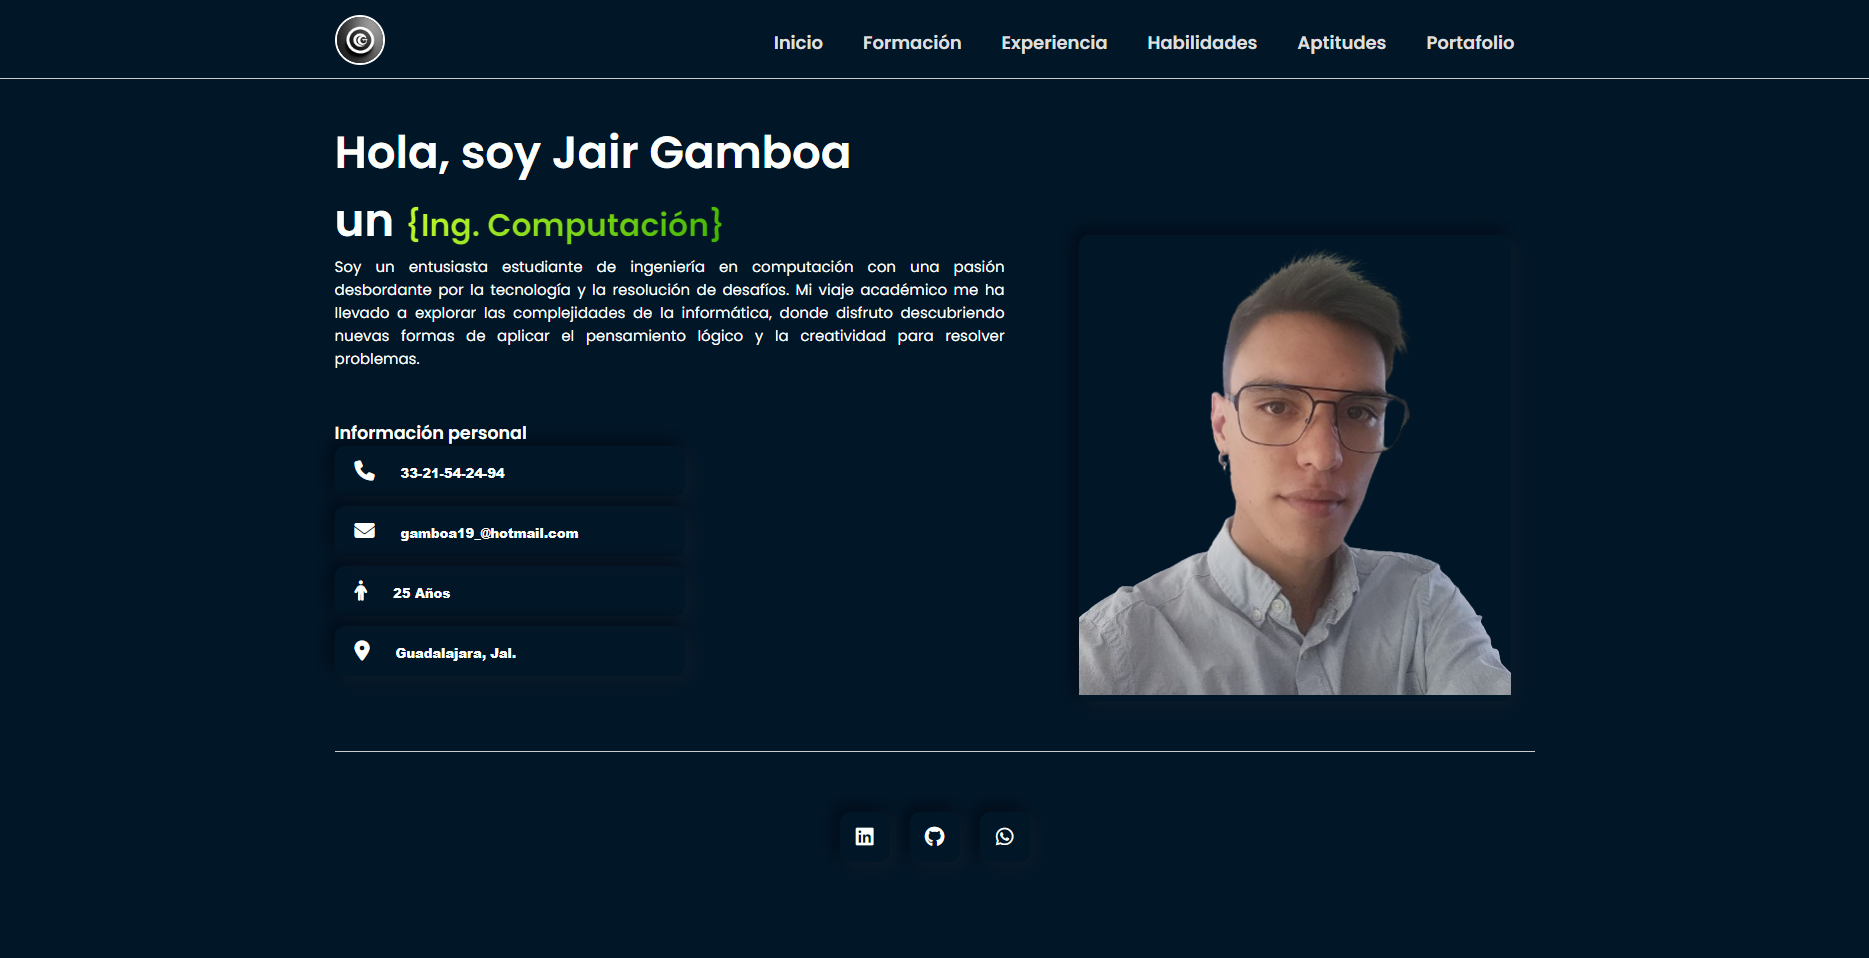 Inicio Formación Experiencia Habilidades Aptitudes Portafolio
Hola, soy Jair Gamboa
un {Ing. Computación}
Soy un entusiasta estudiante de ingeniería en computación con una pasión
desbordante por la tecnología y la resolución de desafíos. Mi viaje académico me ha
llevado a explorar las complejidades de la informática, donde disfruto descubriendo
nuevas formas de aplicar el pensamiento lógico y la creatividad para resolver
problemas.
Información personal
33-21-54-24-94
gamboa19_@hotmail.com
25 Años
Guadalajara, Jal.
in